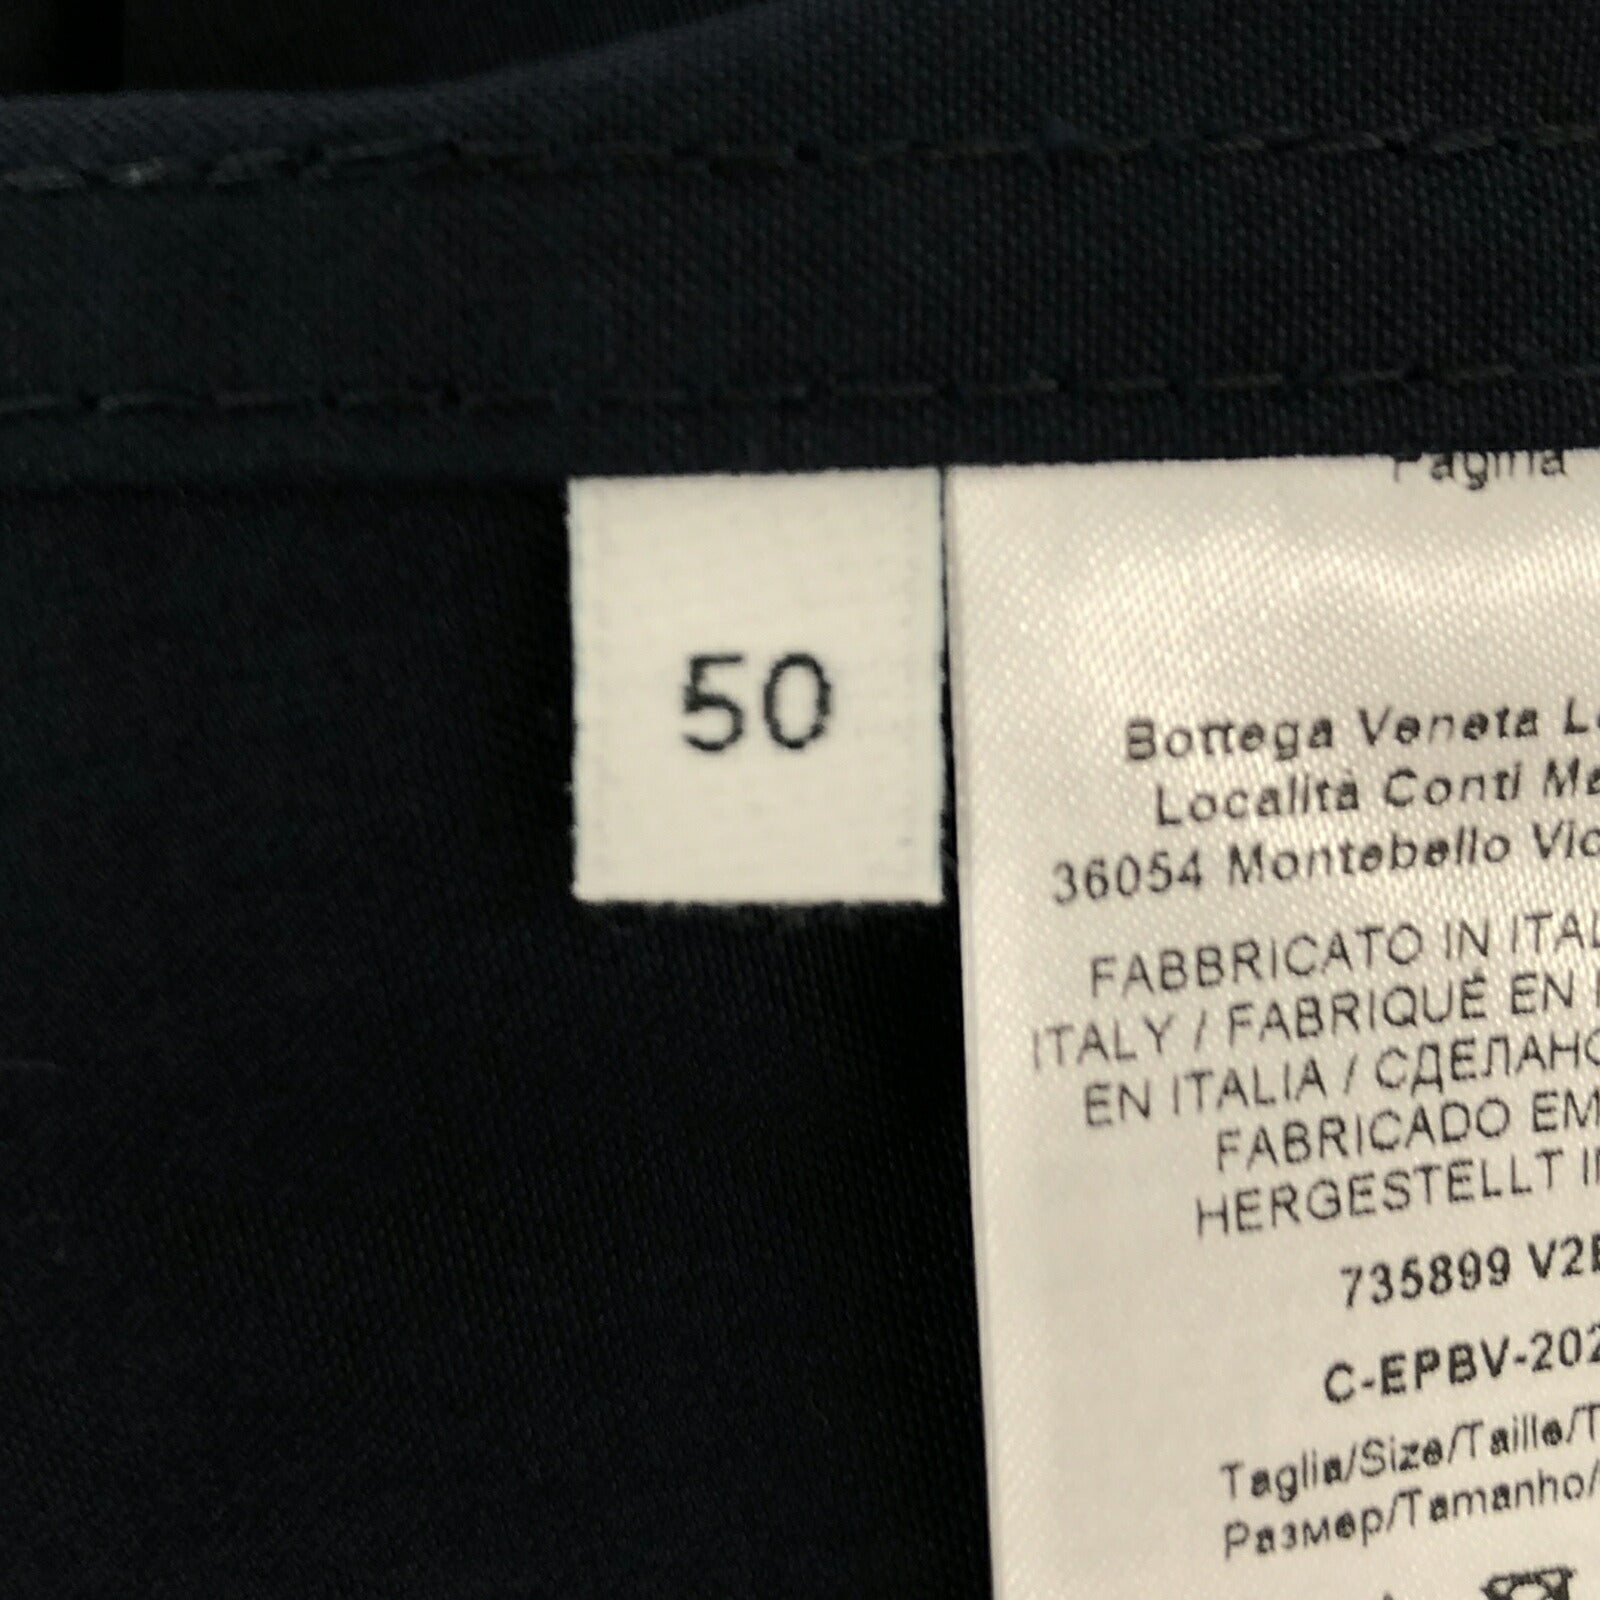 Pagina
50
Bottega Veneta
Località Conti
36054 Montebello
FABBRICATO IN
ITALY / FABRIQUÉ EN
EN ITALIA / СДЕЛАНО
FABRICADO EM
HERGESTELLT
735899
C-EPBV-202
Taglia/Size/Taille/T
Размер/Tamanho/